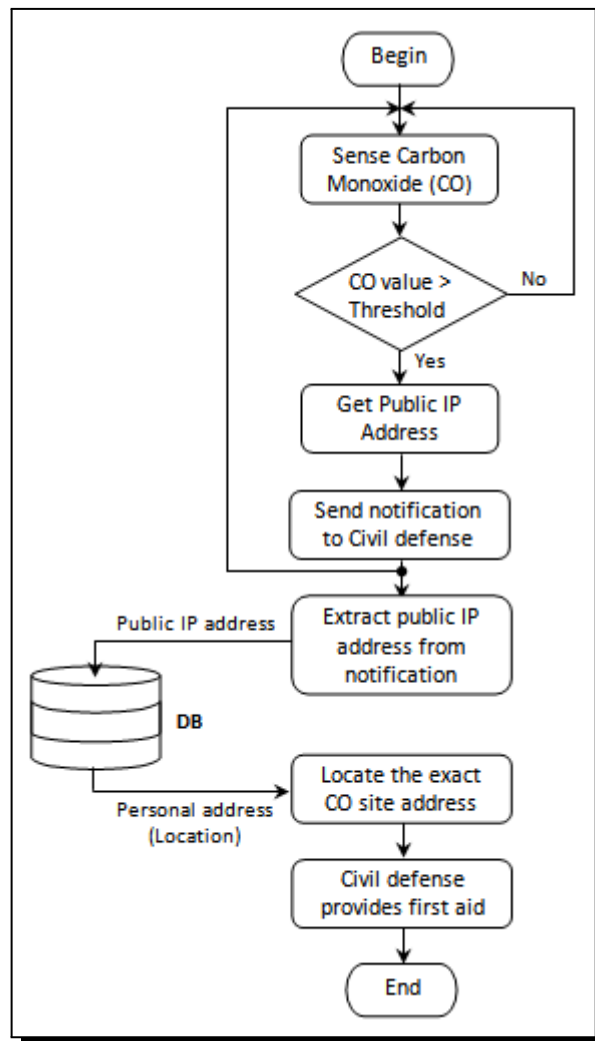 Begin
Sense Carbon
Monoxide (CO)
CO value >
Threshold
No
Yes
Get Public IP
Address
Send notification
to Civil defense
Public IP address
Extract public IP
address from
notification
DB
Personal address
(Location)
Locate the exact
CO site address
Civil defense
provides first aid
End